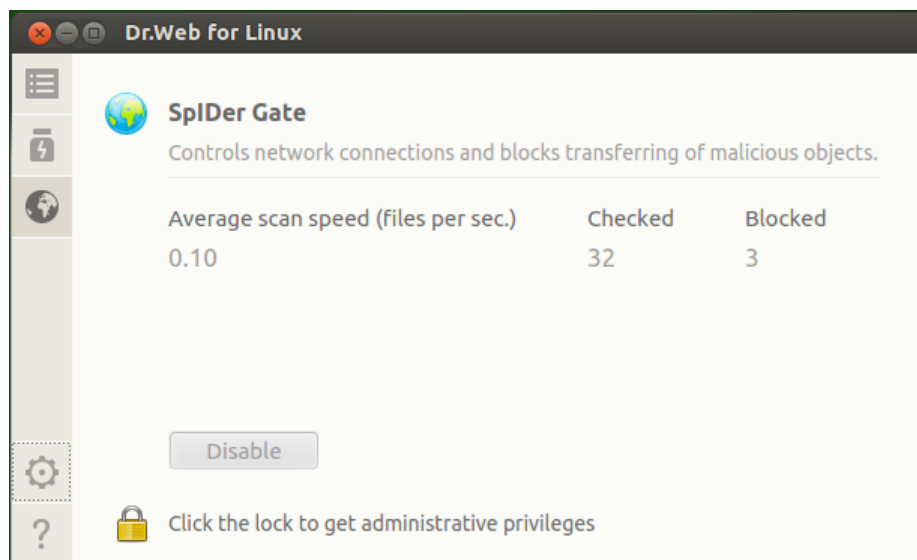 Dr.Web for Linux
SpIDer Gate
Controls network connections and blocks transferring of malicious objects.
Average scan speed (files per sec.) Checked Blocked
0.10 32 3
Disable
Click the lock to get administrative privileges
?